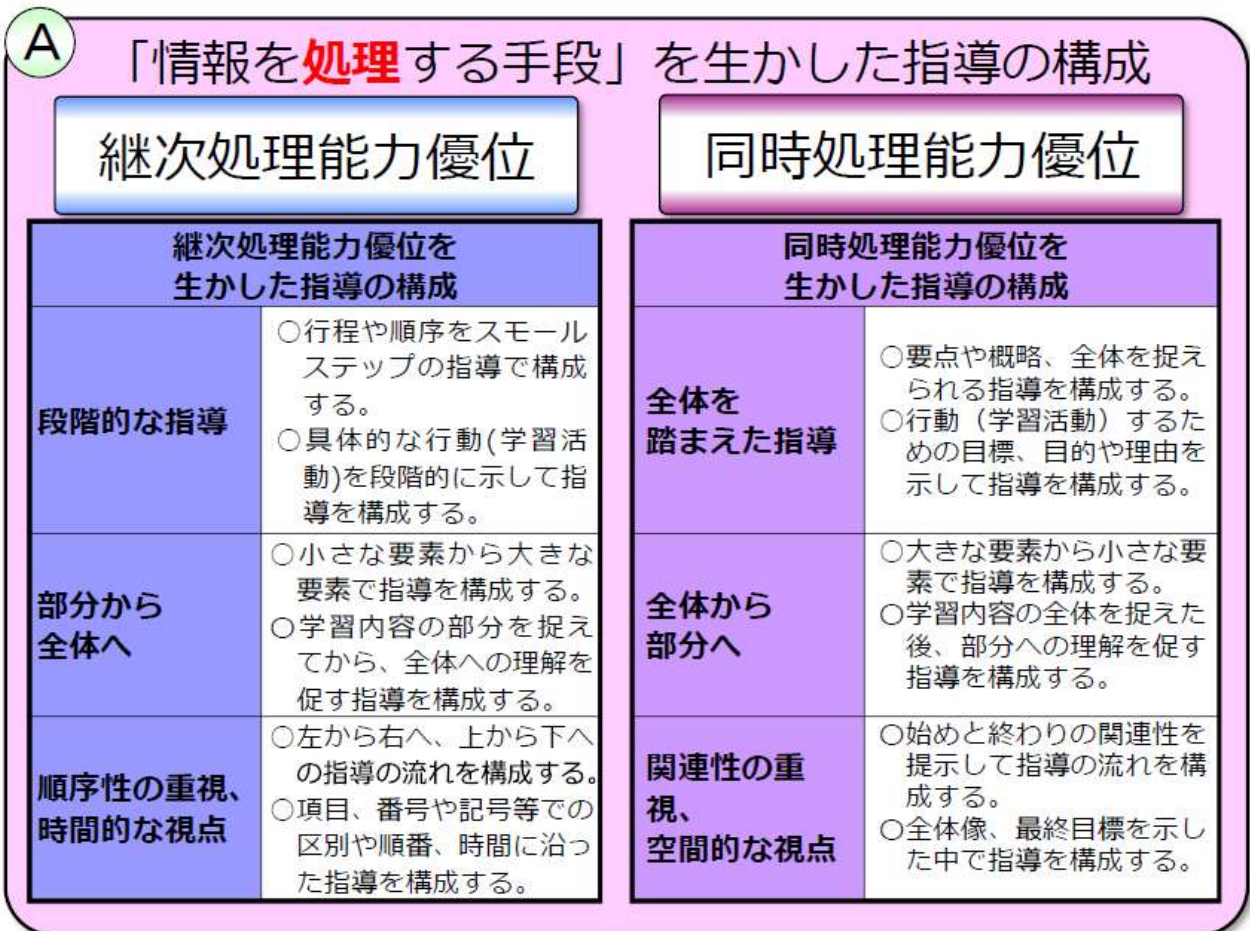 A
「情報を処理する手段」を生かした指導の構成
継次処理能力優位
継次処理能力優位を
生かした指導の構成
段階的な指導
○行程や順序をスモール
ステップの指導で構成
する。
○具体的な行動(学習活
動)を段階的に示して指
導を構成する。
部分から
全体へ
○小さな要素から大きな
要素で指導を構成する。
○学習内容の部分を捉え
てから、全体への理解を
促す指導を構成する。
順序性の重視、
時間的な視点
○左から右へ、上から下へ
の指導の流れを構成する。
○項目、番号や記号等での
区別や順番、時間に沿っ
た指導を構成する。
同時処理能力優位
同時処理能力優位を
生かした指導の構成
全体を
踏まえた指導
○要点や概略、全体を捉え
られる指導を構成する。
○行動（学習活動）するた
めの目標、目的や理由を
示して指導を構成する。
全体から
部分へ
○大きな要素から小さな要
素で指導を構成する。
○学習内容の全体を捉えた
後、部分への理解を促す
指導を構成する。
関連性の重
視、
空間的な視点
○始めと終わりの関連性を
提示して指導の流れを構
成する。
○全体像、最終目標を示し
た中で指導を構成する。